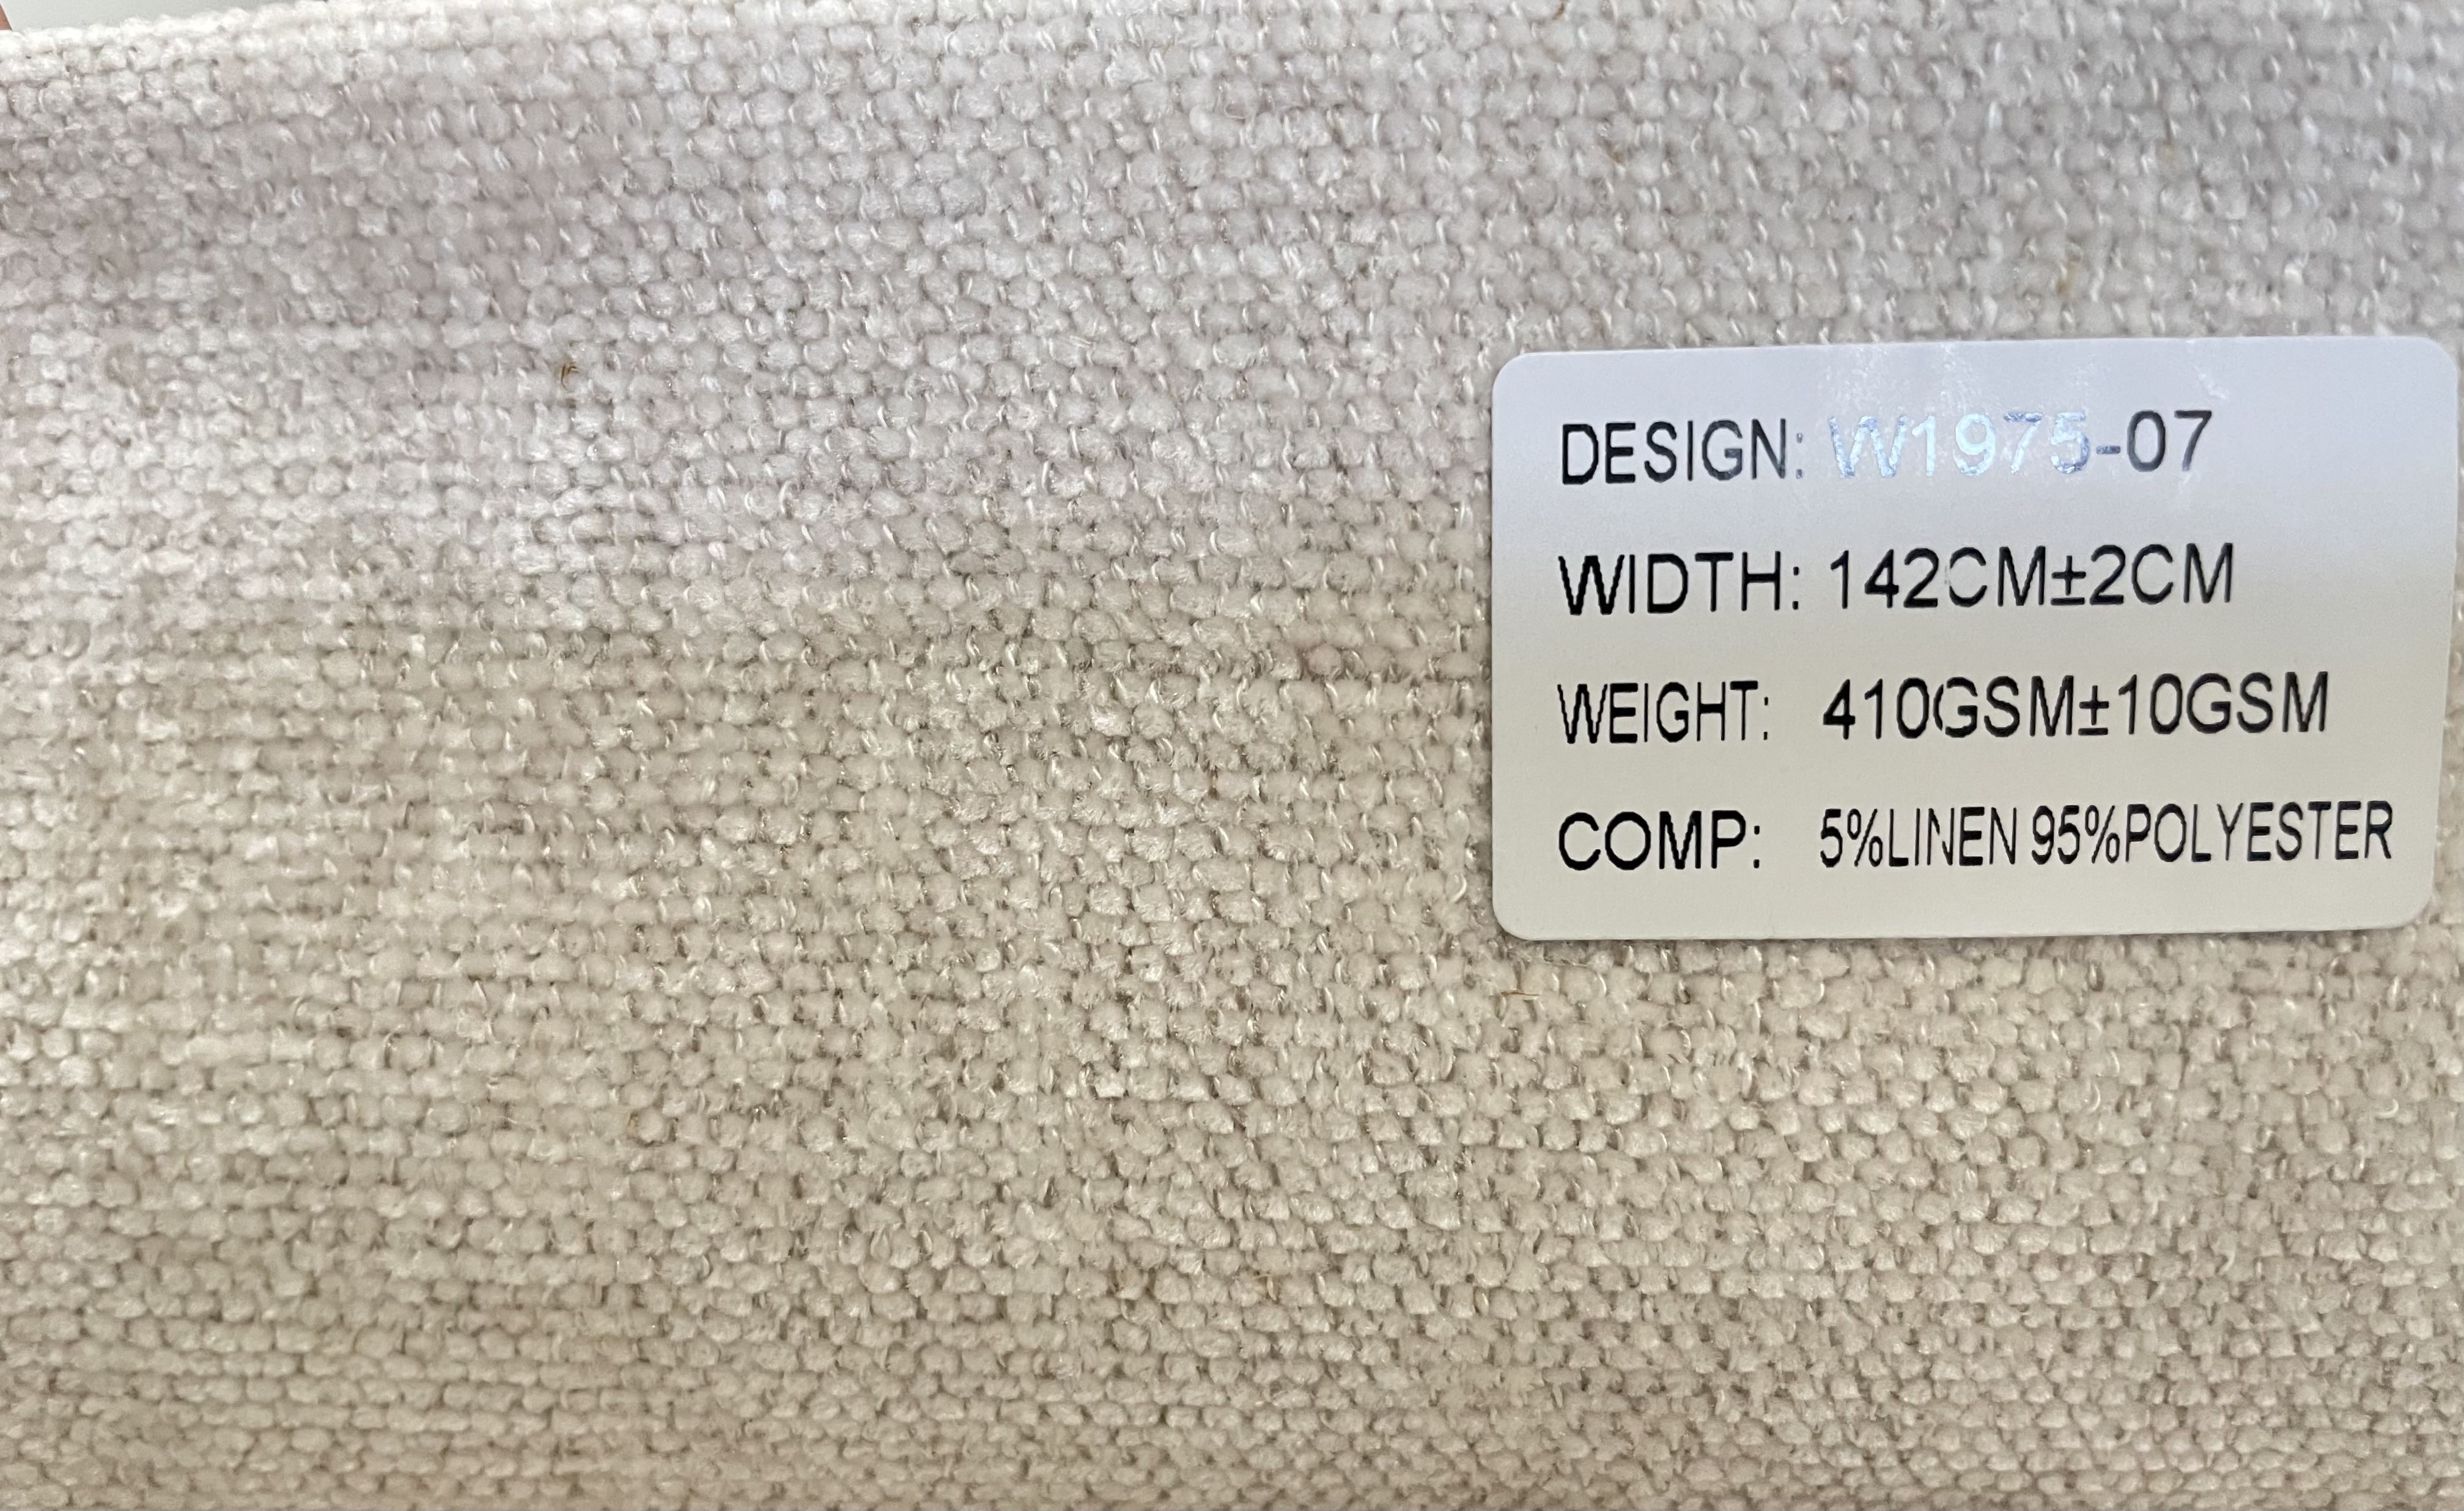 DESIGN: W1975-07
WIDTH: 142CM±2CM
WEIGHT: 410GSM±10GSM
COMP: 5%LINEN 95%POLYESTER